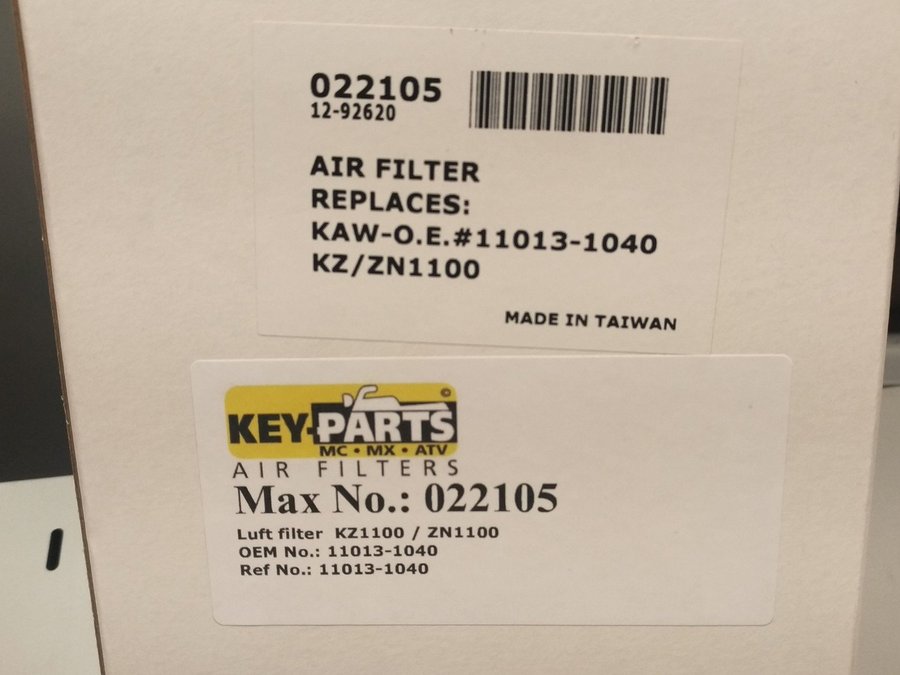 022105
12-92620
AIR FILTER
REPLACES:
KAW-O.E.#11013-1040
KZ/ZN1100
MADE IN TAIWAN
©
KEY-PARTS
MC • MX • ATV
AIR FILTERS
Max No.: 022105
Luft filter KZ1100 / ZN1100
OEM No.: 11013-1040
Ref No.: 11013-1040